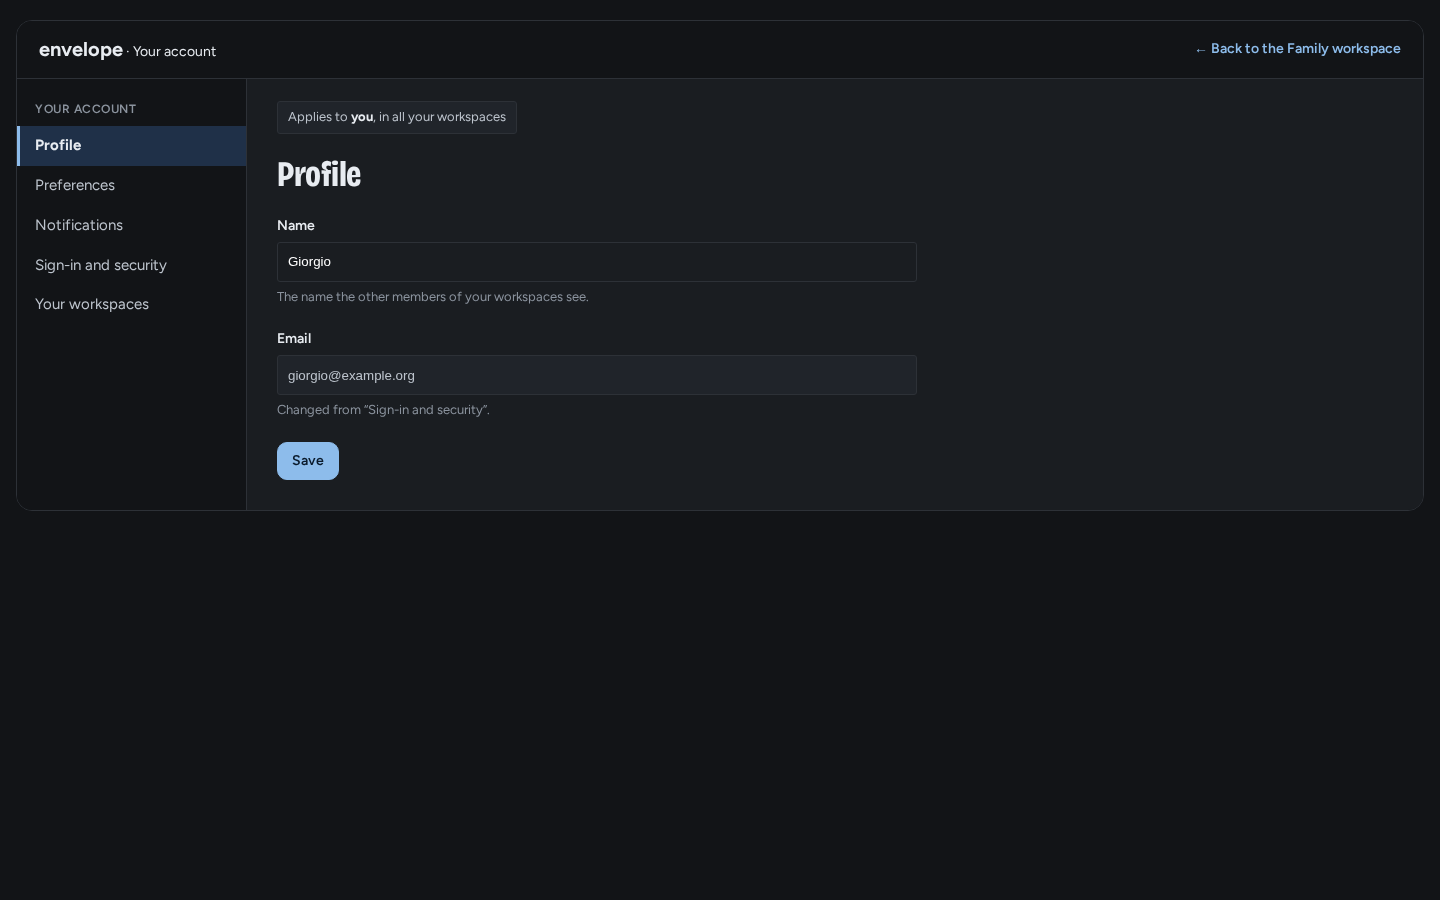 envelope · Your account
← Back to the Family workspace
YOUR ACCOUNT
Profile
Preferences
Notifications
Sign-in and security
Your workspaces
Applies to you, in all your workspaces
Profile
Name
Giorgio
The name the other members of your workspaces see.
Email
giorgio@example.org
Changed from “Sign-in and security”.
Save